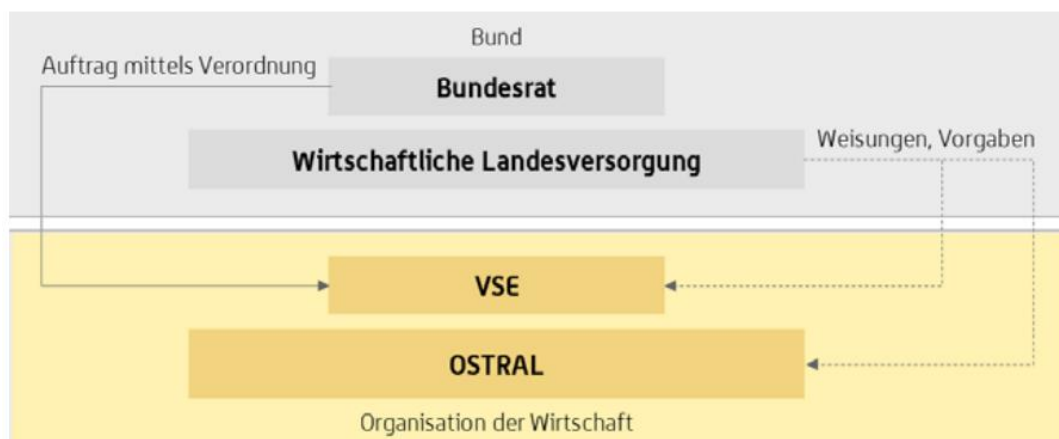 Bund
Auftrag mittels Verordnung
Bundesrat
Weisungen, Vorgaben
Wirtschaftliche Landesversorgung
VSE
OSTRAL
Organisation der Wirtschaft